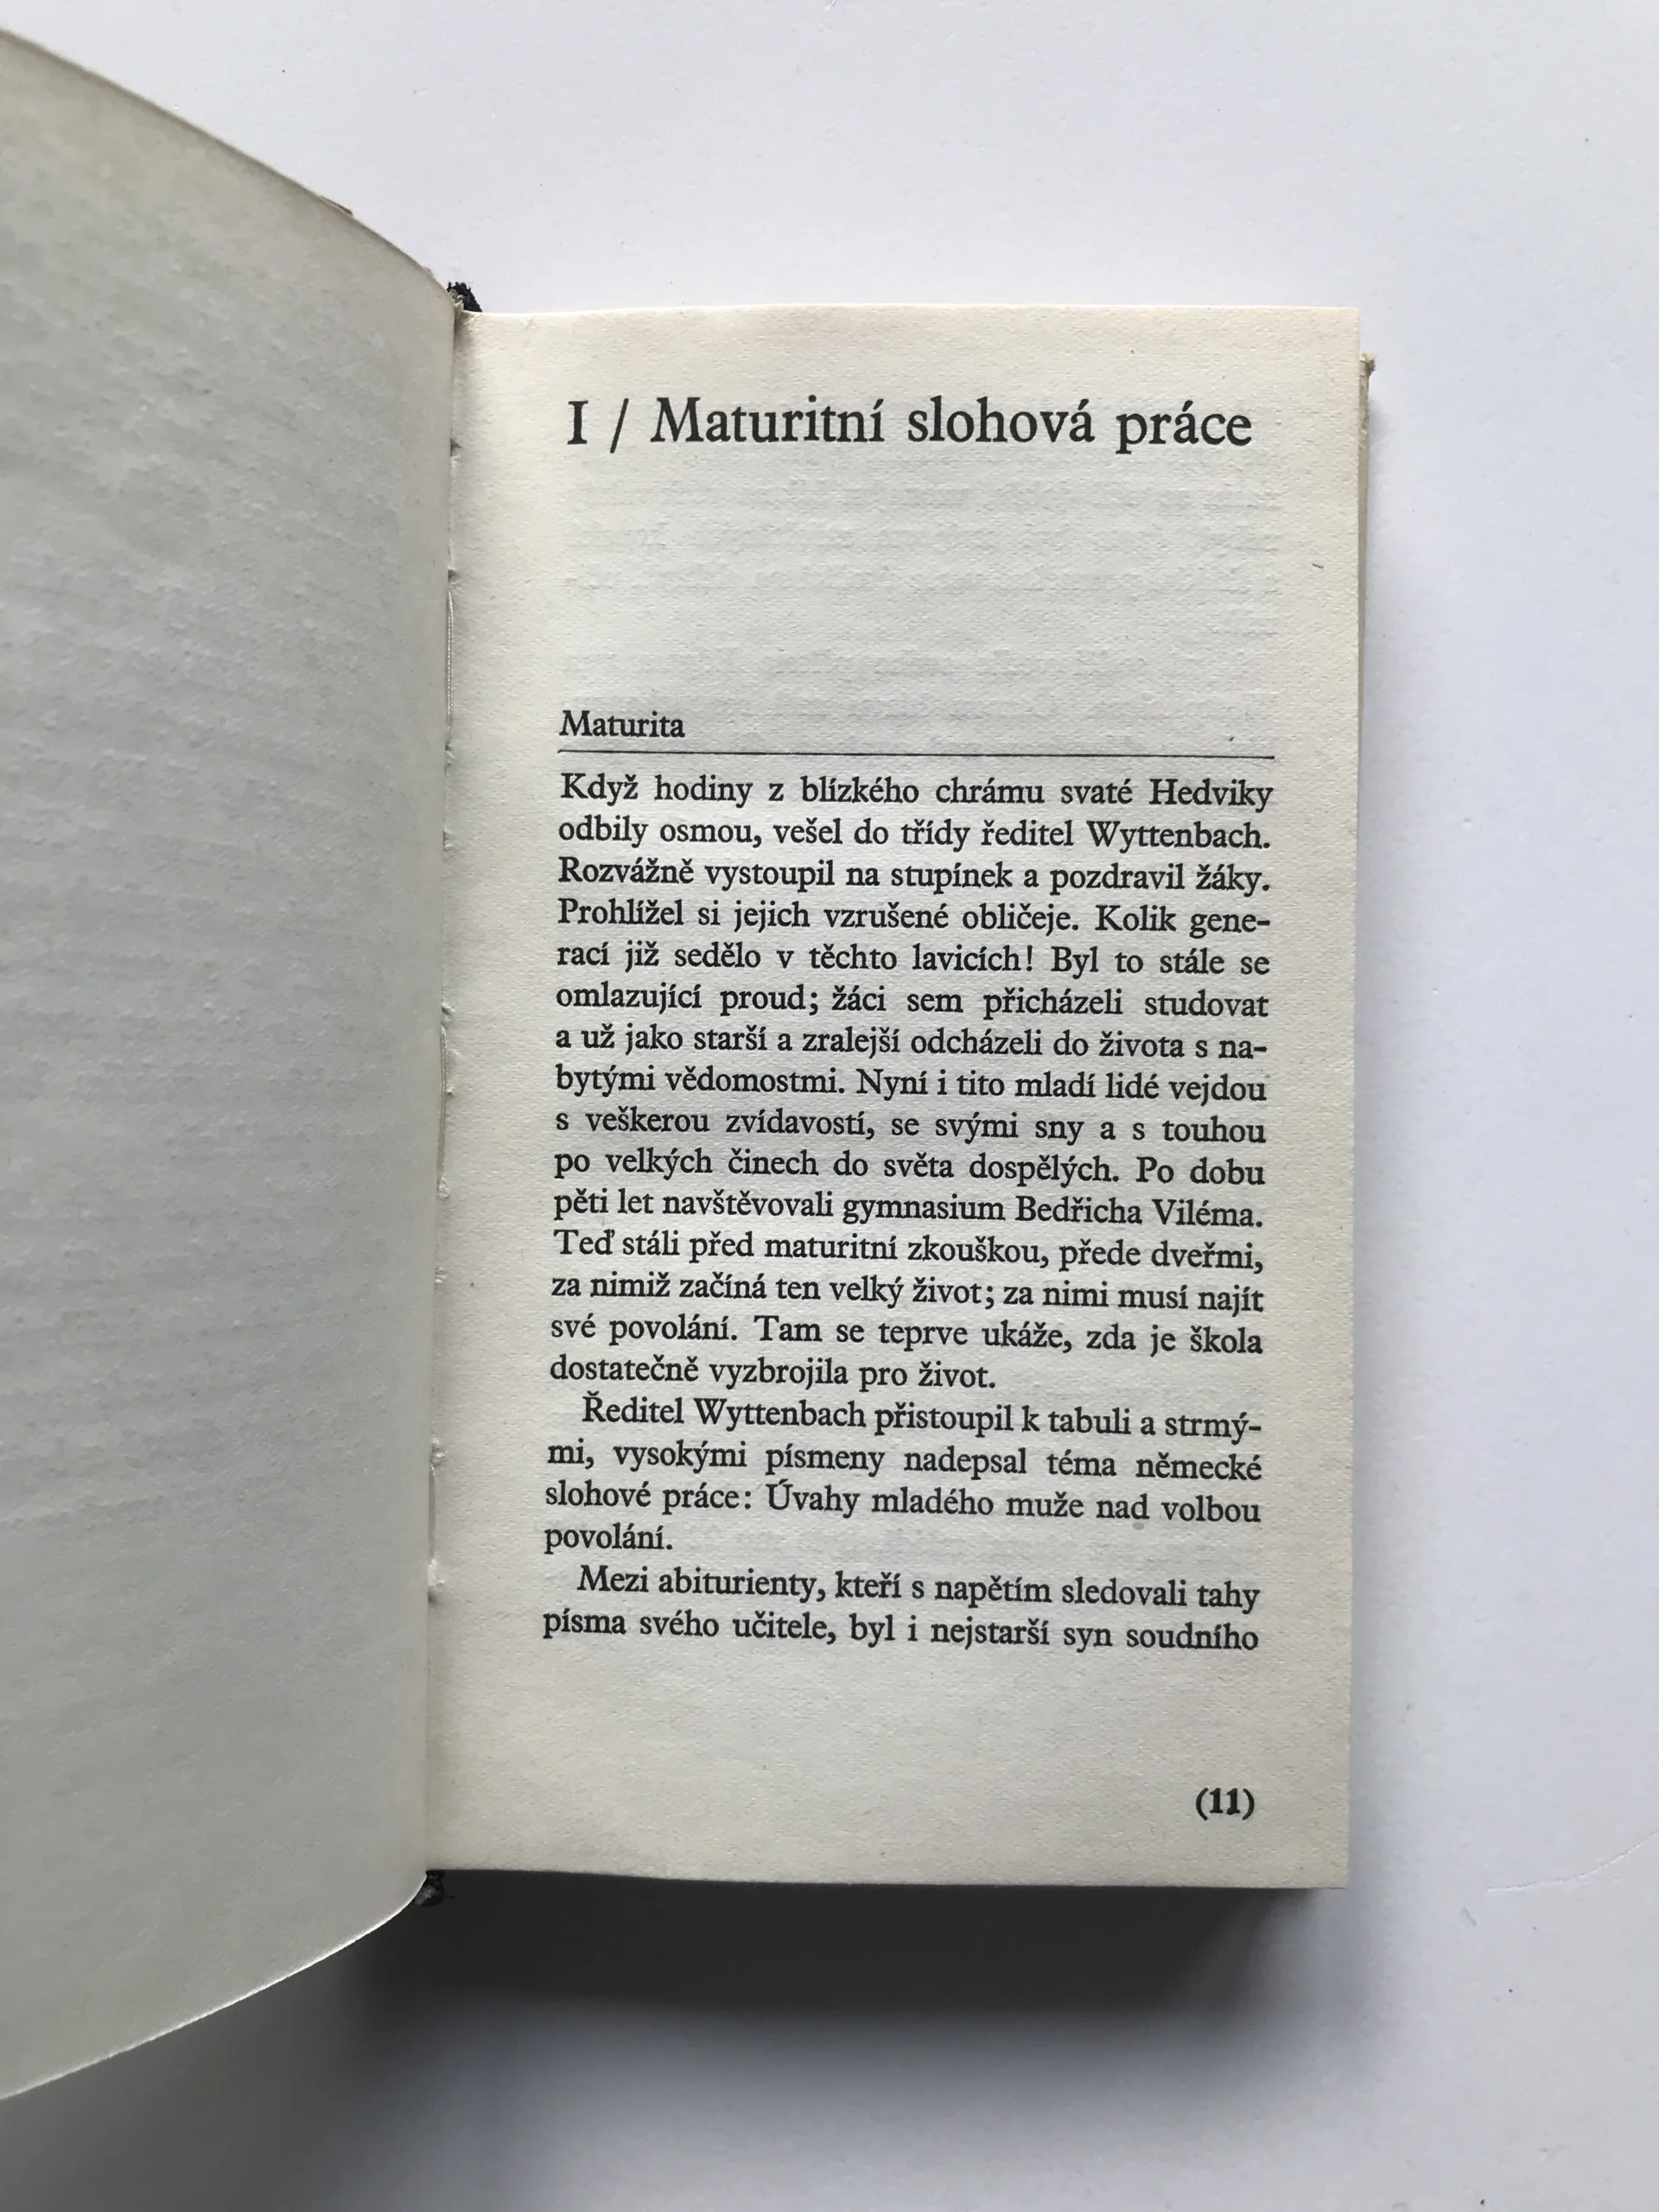 I / Maturitní slohová práce
Maturita
Když hodiny z blízkého chrámu svaté Hedviky
odbily osmou, vešel do třídy ředitel Wyttenbach.
Rozvážně vystoupil na stupínek a pozdravil žáky.
Prohlížel si jejich vzrušené obličeje. Kolik gene-
rací již sedělo v těchto lavicích! Byl to stále se
omlazující proud; žáci sem přicházeli studovat
a už jako starší a zralejší odcházeli do života s na-
bytými vědomostmi. Nyní i tito mladí lidé vejdou
s veškerou zvídavostí, se svými sny a s touhou
po velkých činech do světa dospělých. Po dobu
pěti let navštěvovali gymnasium Bedřicha Viléma.
Teď stáli před maturitní zkouškou, přede dveřmi,
za nimiž začíná ten velký život; za nimi musí najít
své povolání. Tam se teprve ukáže, zda je škola
dostatečně vyzbrojila pro život.
Ředitel Wyttenbach přistoupil k tabuli a strmý-
mi, vysokými písmeny nadepsal téma německé
slohové práce: Úvahy mladého muže nad volbou
povolání.
Mezi abiturienty, kteří s napětím sledovali tahy
písma svého učitele, byl i nejstarší syn soudního
(11)